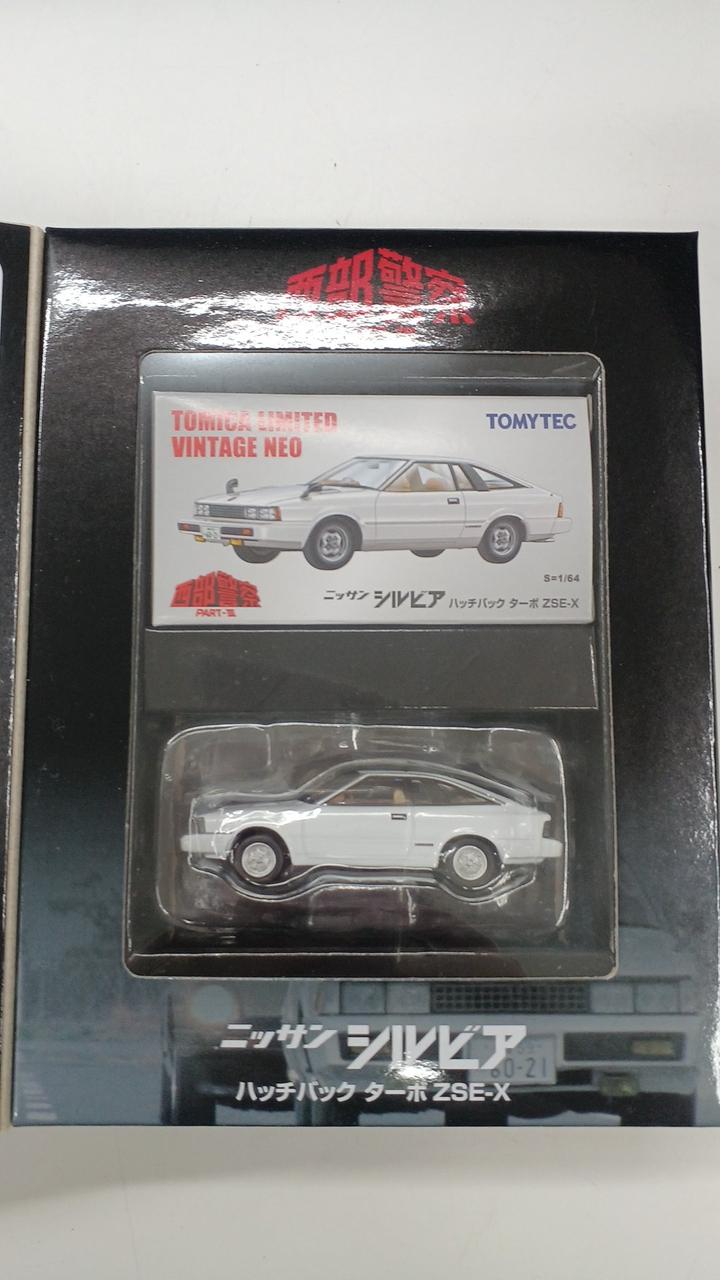 西部警察
TOMICA LIMITED
VINTAGE NEO
TOMYTEC
S=1/64
西部警察
PART-III
ニッサン シルビア ハッチバック ターボ ZSE-X
ニッサン シルビア
60-21
ハッチバック ターボ ZSE-X